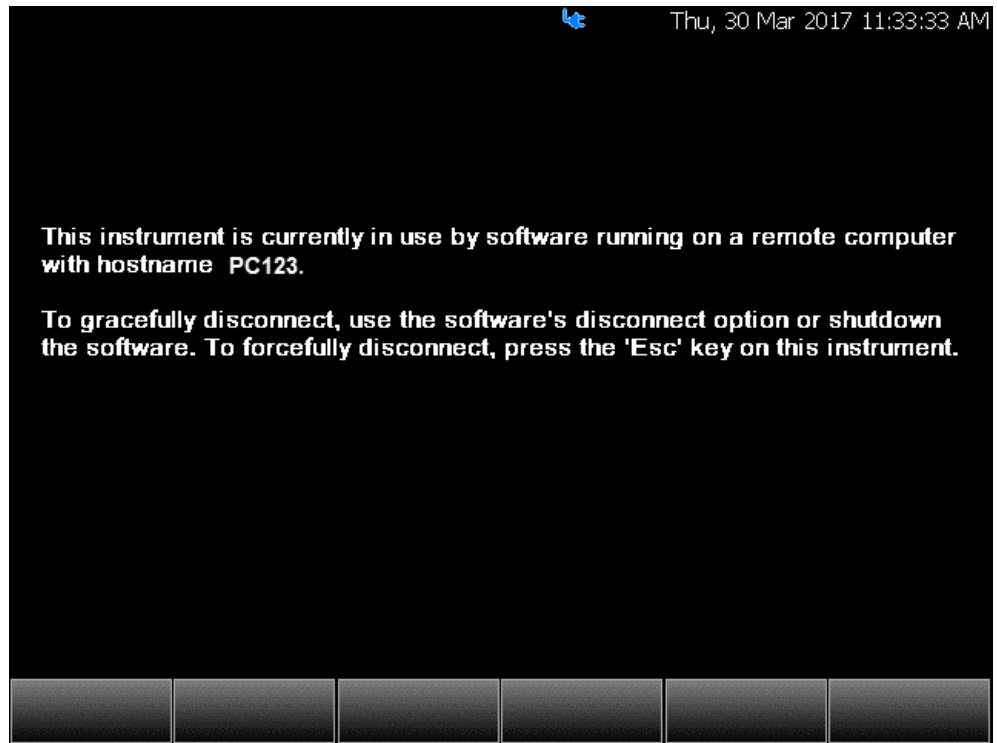 Thu, 30 Mar 2017 11:33:33 AM
This instrument is currently in use by software running on a remote computer
with hostname PC123.
To gracefully disconnect, use the software's disconnect option or shutdown
the software. To forcefully disconnect, press the 'Esc' key on this instrument.